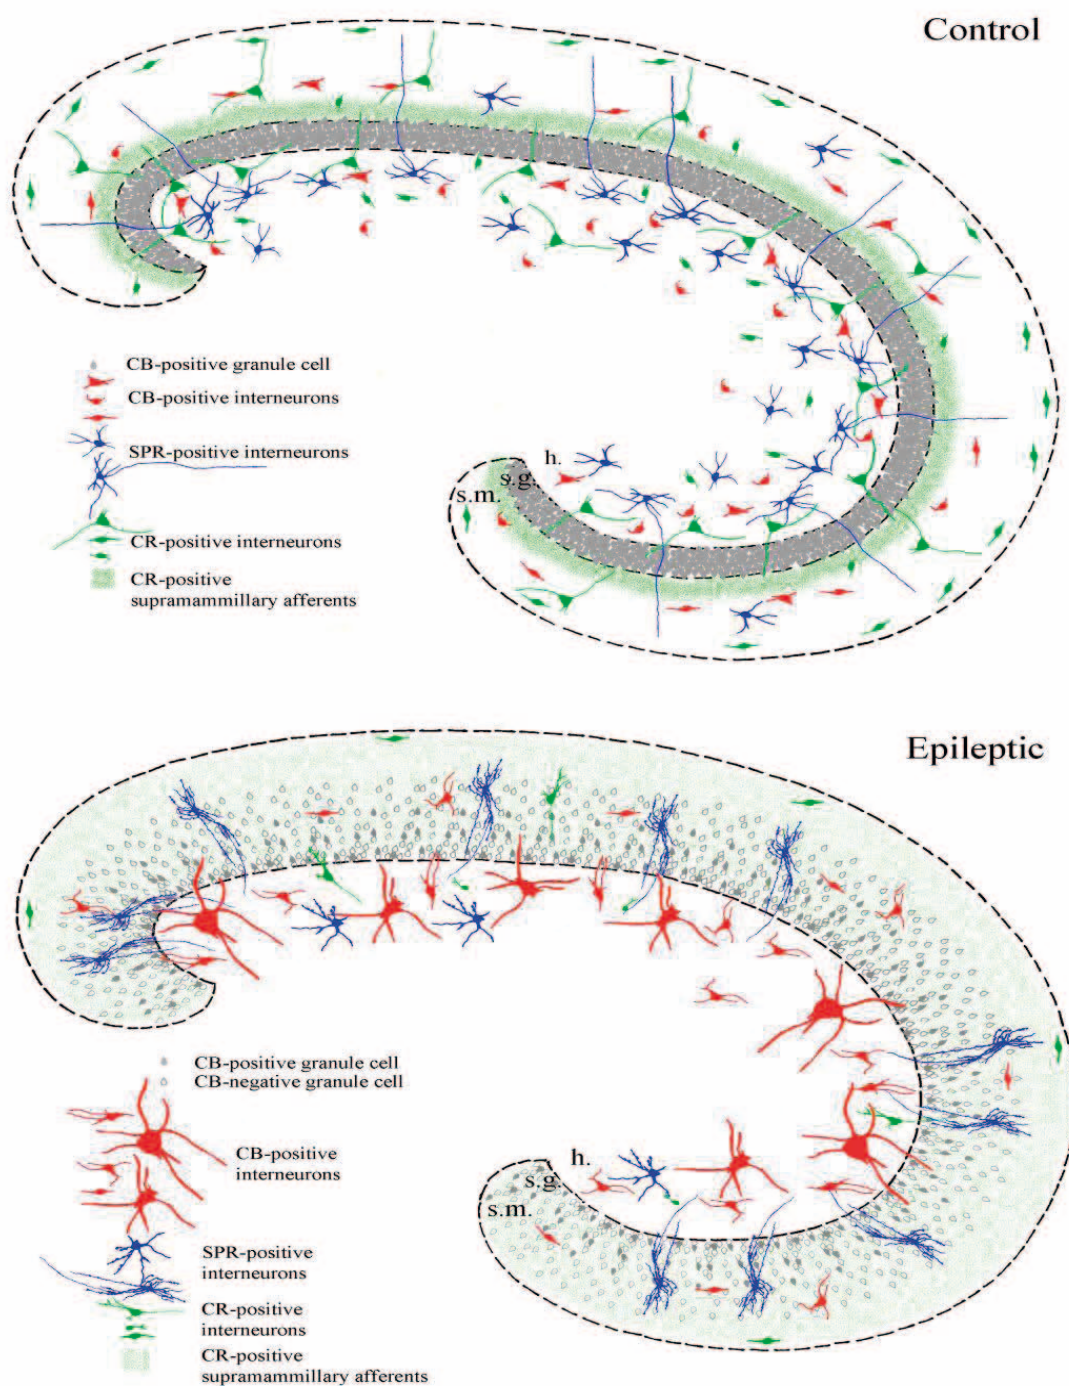 Control
CB-positive granule cell
CB-positive interneurons
SPR-positive interneurons
CR-positive interneurons
CR-positive
supramammillary afferents
h.
s.g.
s.m.
Epileptic
CB-positive granule cell
CB-negative granule cell
CB-positive
interneurons
SPR-positive
interneurons
CR-positive
interneurons
CR-positive
supramammillary afferents
h.
s.g.
s.m.